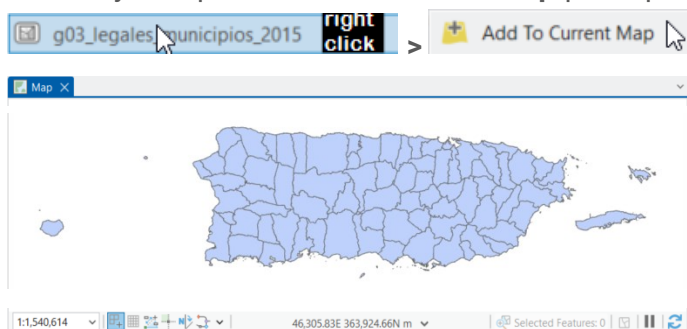 g03_legales_municipios_2015 right click > Add To Current Map
Map
1:1,540,614 46,305.83E 363,924.66N m Selected Features: 0